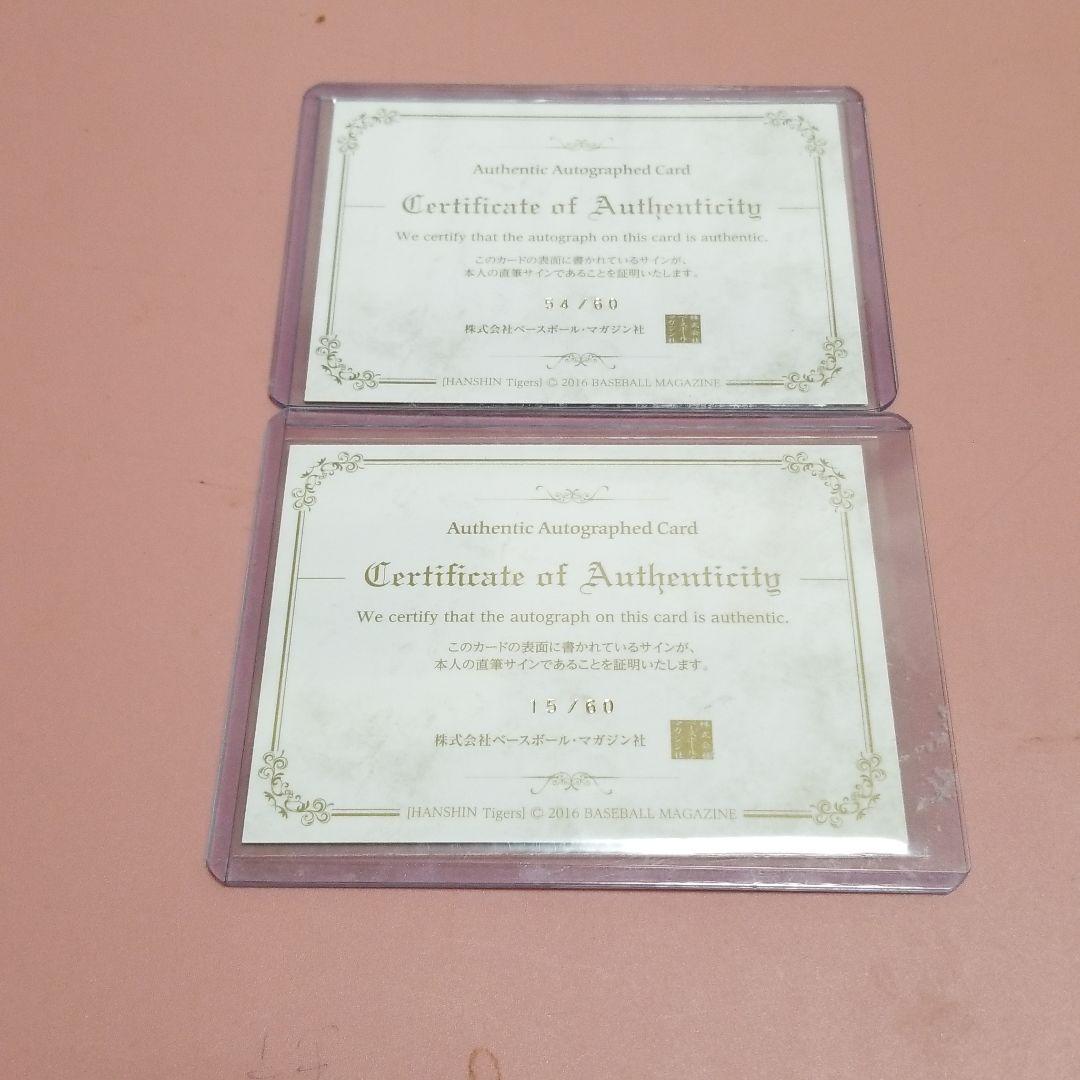 Authentic Autographed Card
Certificate of Authenticity
We certify that the autograph on this card is authentic.
このカードの表面に書かれているサインが、
本人の直筆サインであることを証明いたします。
54/60
株式会社ベースボール・マガジン社
[HANSHIN Tigers] © 2016 BASEBALL MAGAZINE
Authentic Autographed Card
Certificate of Authenticity
We certify that the autograph on this card is authentic.
このカードの表面に書かれているサインが、
本人の直筆サインであることを証明いたします。
15/60
株式会社ベースボール・マガジン社
[HANSHIN Tigers] © 2016 BASEBALL MAGAZINE